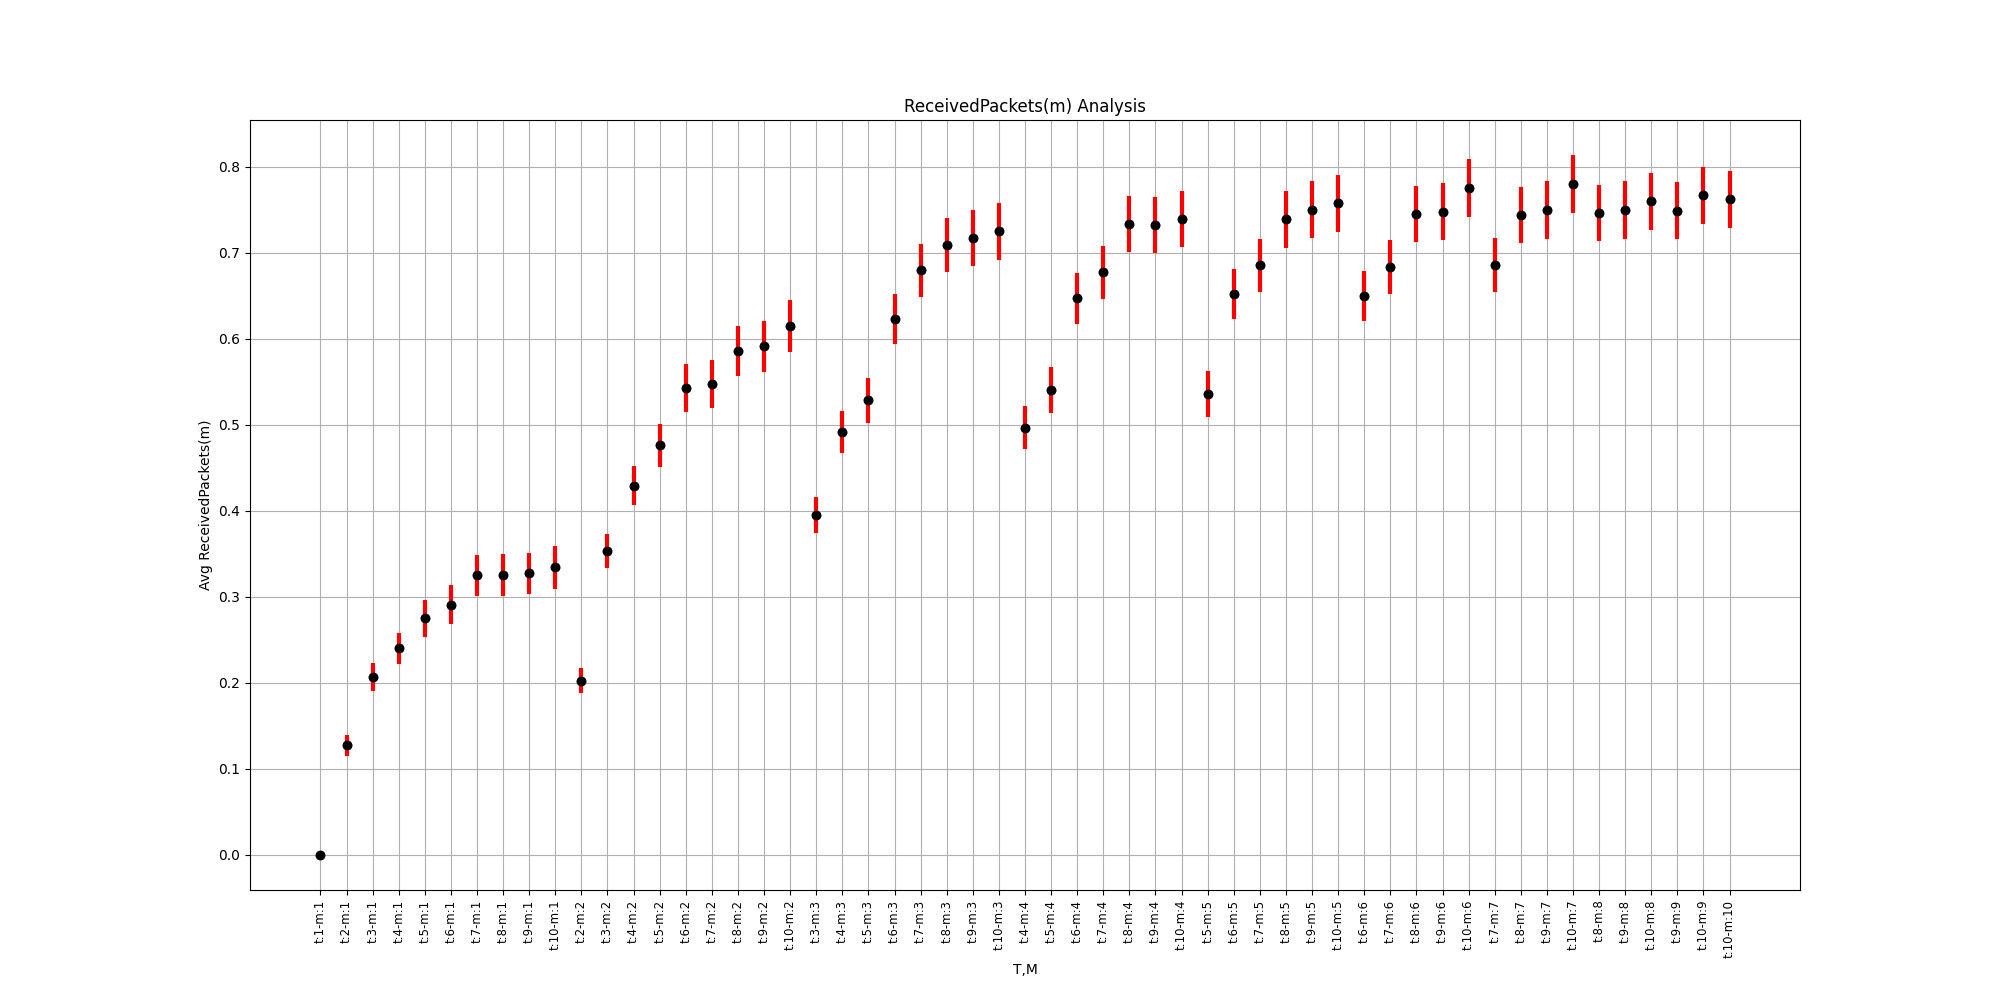 ReceivedPackets(m) Analysis
Avg ReceivedPackets(m)
0.8
0.7
0.6
0.5
0.4
0.3
0.2
0.1
0.0
t:1-m:1
t:2-m:1
t:3-m:1
t:4-m:1
t:5-m:1
t:6-m:1
t:7-m:1
t:8-m:1
t:9-m:1
t:10-m:1
t:2-m:2
t:3-m:2
t:4-m:2
t:5-m:2
t:6-m:2
t:7-m:2
t:8-m:2
t:9-m:2
t:10-m:2
t:3-m:3
t:4-m:3
t:5-m:3
t:6-m:3
t:7-m:3
t:8-m:3
t:9-m:3
t:10-m:3
t:4-m:4
t:5-m:4
t:6-m:4
t:7-m:4
t:8-m:4
t:9-m:4
t:10-m:4
t:5-m:5
t:6-m:5
t:7-m:5
t:8-m:5
t:9-m:5
t:10-m:5
t:6-m:6
t:7-m:6
t:8-m:6
t:9-m:6
t:10-m:6
t:7-m:7
t:8-m:7
t:9-m:7
t:10-m:7
t:8-m:8
t:9-m:8
t:10-m:8
t:9-m:9
t:10-m:9
t:10-m:10
T,M